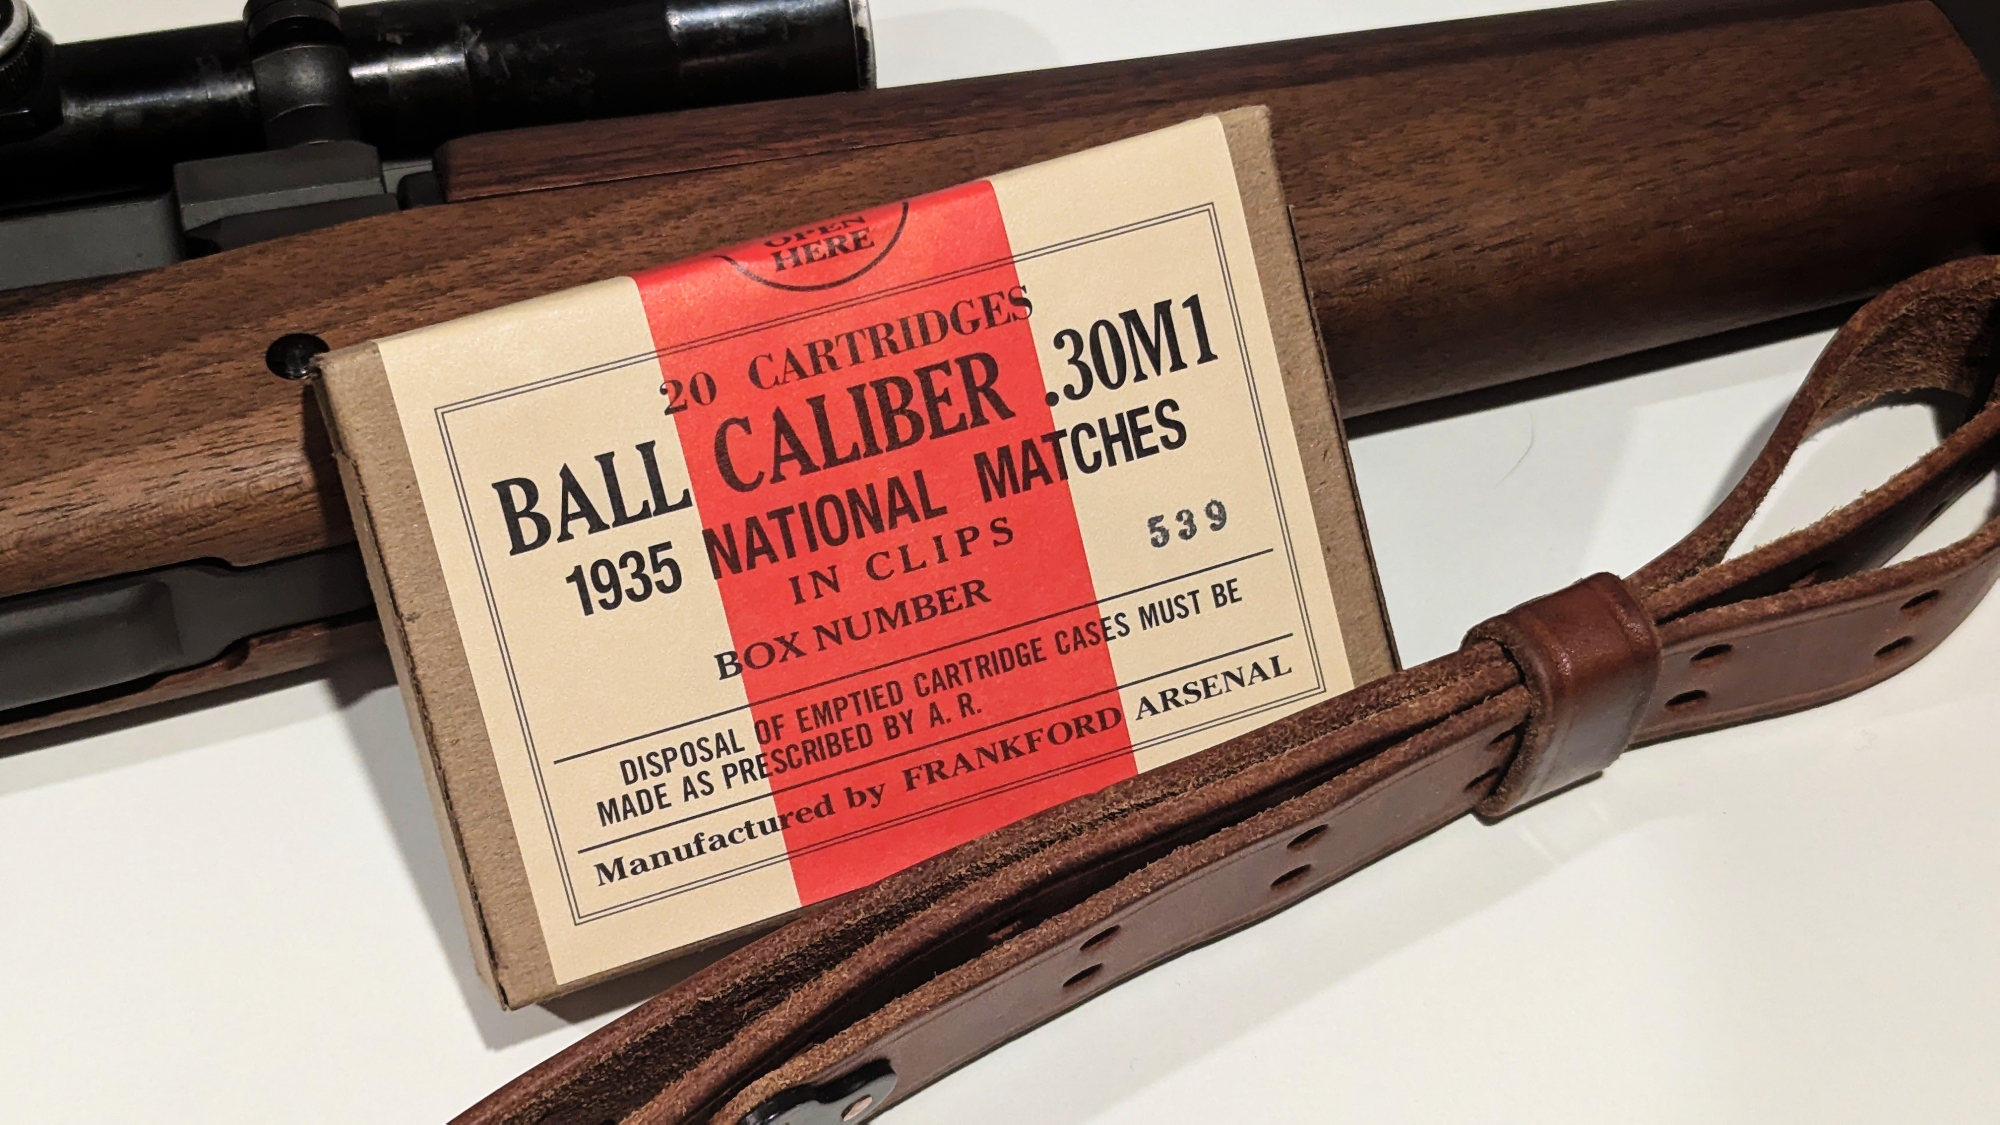 OPEN
HERE
20 CARTRIDGES
BALL CALIBER .30M1
1935 NATIONAL MATCHES
IN CLIPS
BOX NUMBER 539
DISPOSAL OF EMPTIED CARTRIDGE CASES MUST BE
MADE AS PRESCRIBED BY A. R.
Manufactured by FRANKFORD ARSENAL